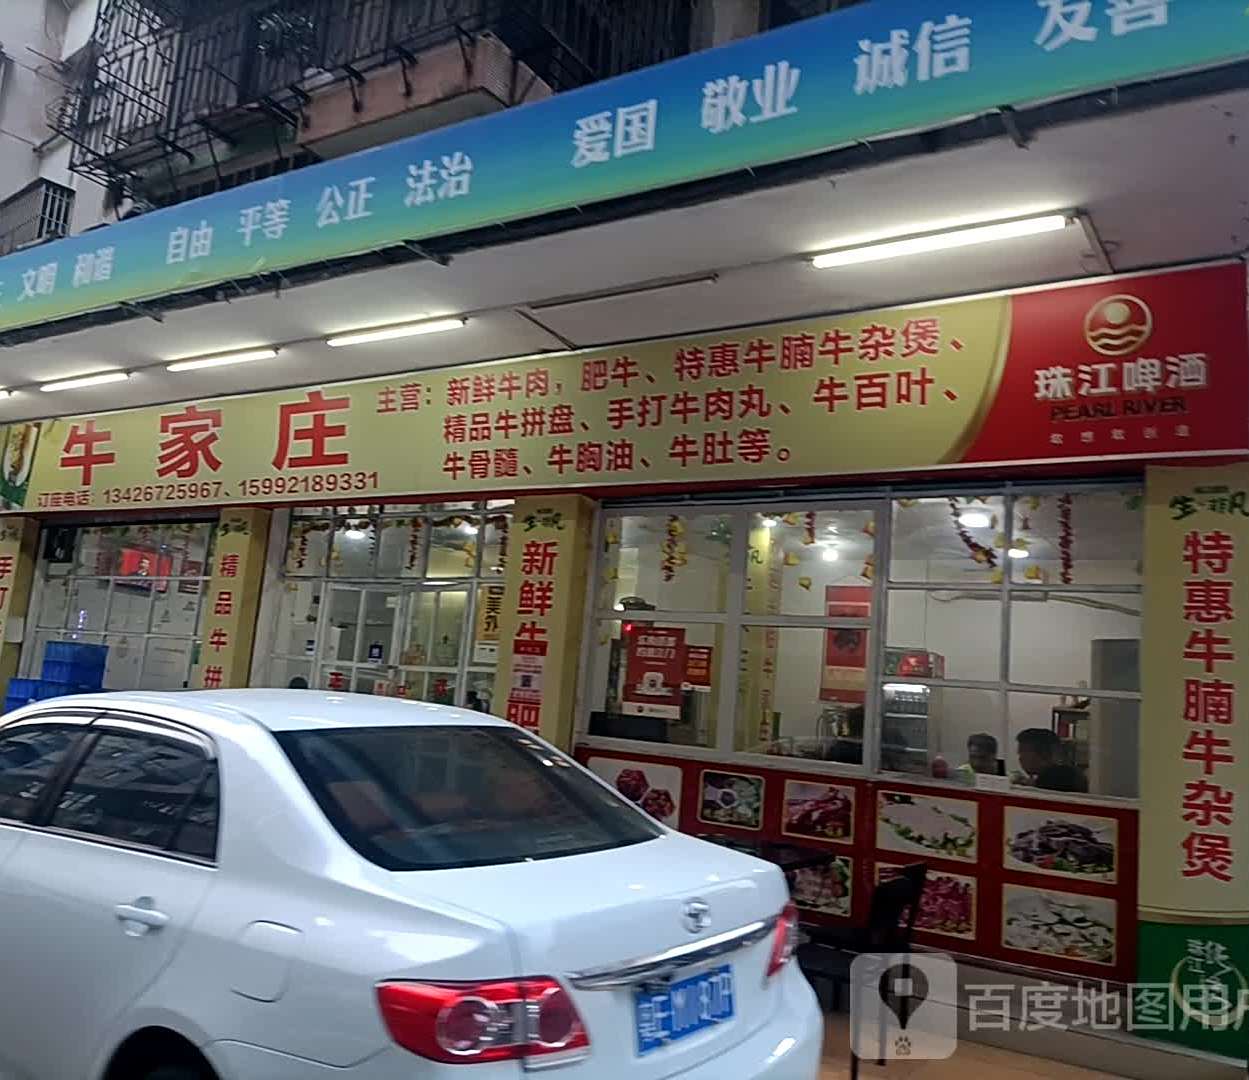 文明 和谐 自由 平等 公正 法治 爱国 敬业 诚信 友善
牛家庄
订座电话：13426725967、15992189331
主营：新鲜牛肉，肥牛、特惠牛腩牛杂煲、
精品牛拼盘、手打牛肉丸、牛百叶、
牛骨髓、牛胸油、牛肚等。
珠江啤酒
PEARL RIVER
手打
精品牛拼
新鲜牛
肥
特惠牛腩牛杂煲
百度地图用户